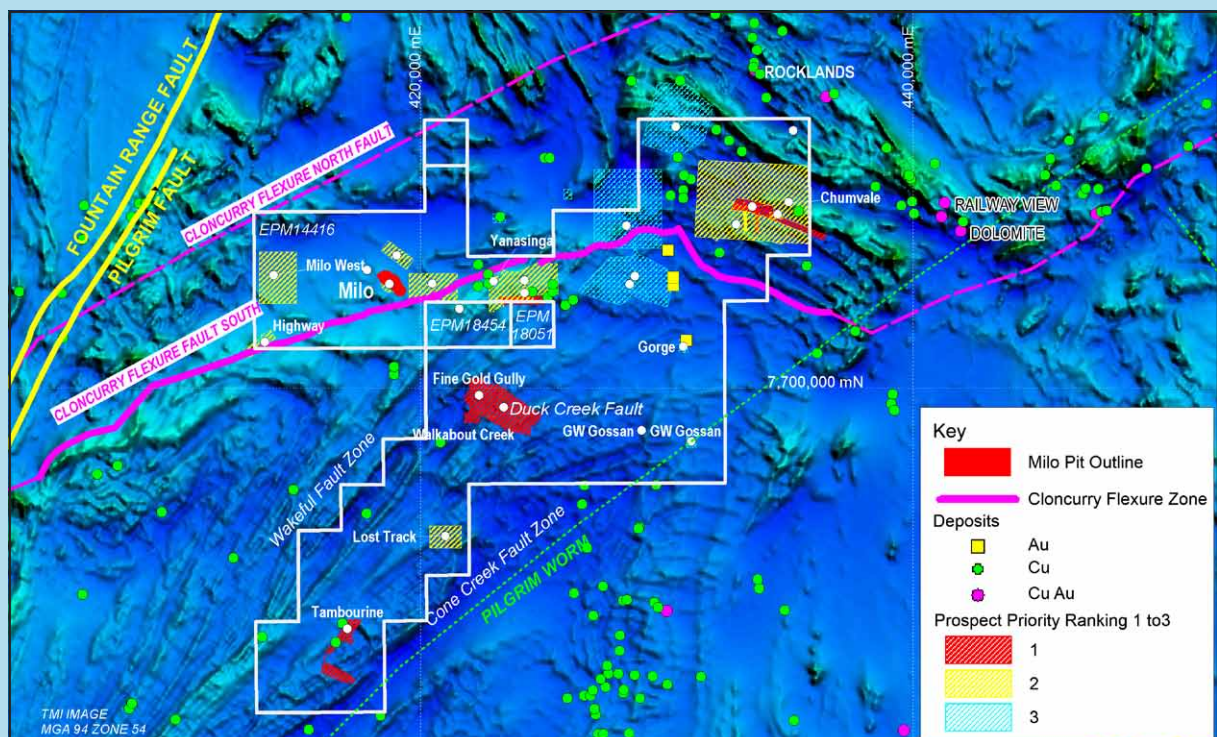 ROCKLANDS
420,000 mE
440,000 mE
FOUNTAIN RANGE FAULT
PILGRIM FAULT
CLONCURRY FLEXURE NORTH FAULT
CLONCURRY FLEXURE FAULT SOUTH
EPM14416
Yanasinga
Chumvale
RAILWAY VIEW
DOLOMITE
Milo West
Milo
Highway
EPM18454
EPM
18051
Gorge
7,700,000 mN
Fine Gold Gully
Duck Creek Fault
Walkabout Creek
GW Gossan
GW Gossan
Wakeful Fault Zone
Lost Track
Cone Creek Fault Zone
PILGRIM WORN
Tambourine
TMI IMAGE
MGA 94 ZONE 54
Key
Milo Pit Outline
Cloncurry Flexure Zone
Deposits
Au
Cu
Cu Au
Prospect Priority Ranking 1 to3
1
2
3